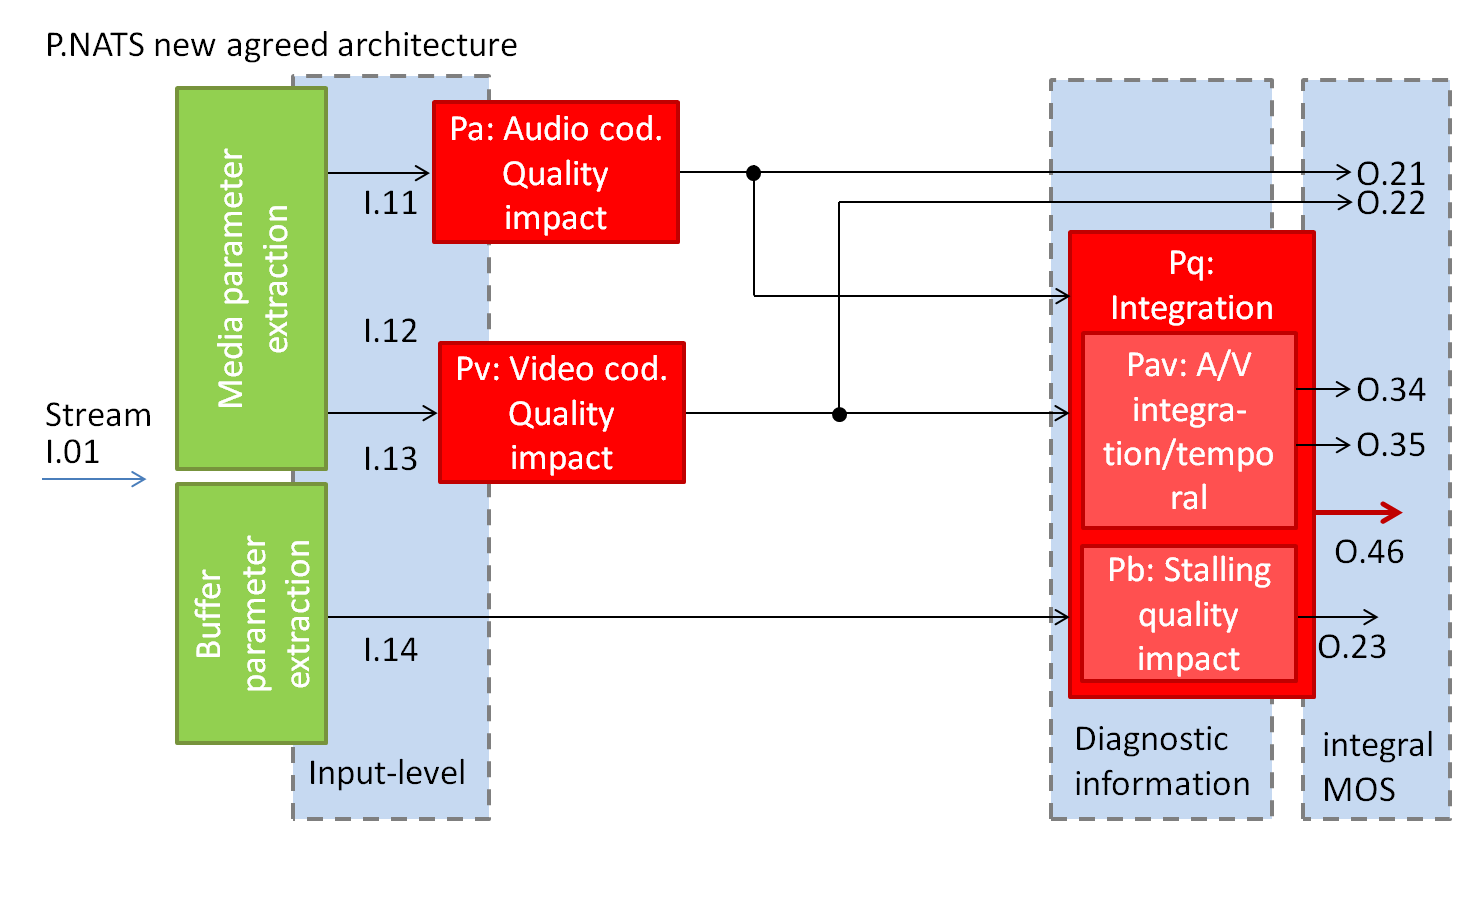 P.NATS new agreed architecture
Media parameter
extraction
Stream
I.01
Buffer
parameter
extraction
I.11
I.12
I.13
I.14
Input-level
Pa: Audio cod.
Quality
impact
Pv: Video cod.
Quality
impact
Pq:
Integration
Pav: A/V
integra-
tion/tempo
ral
Pb: Stalling
quality
impact
Diagnostic
information
O.21
O.22
O.34
O.35
O.46
O.23
integral
MOS